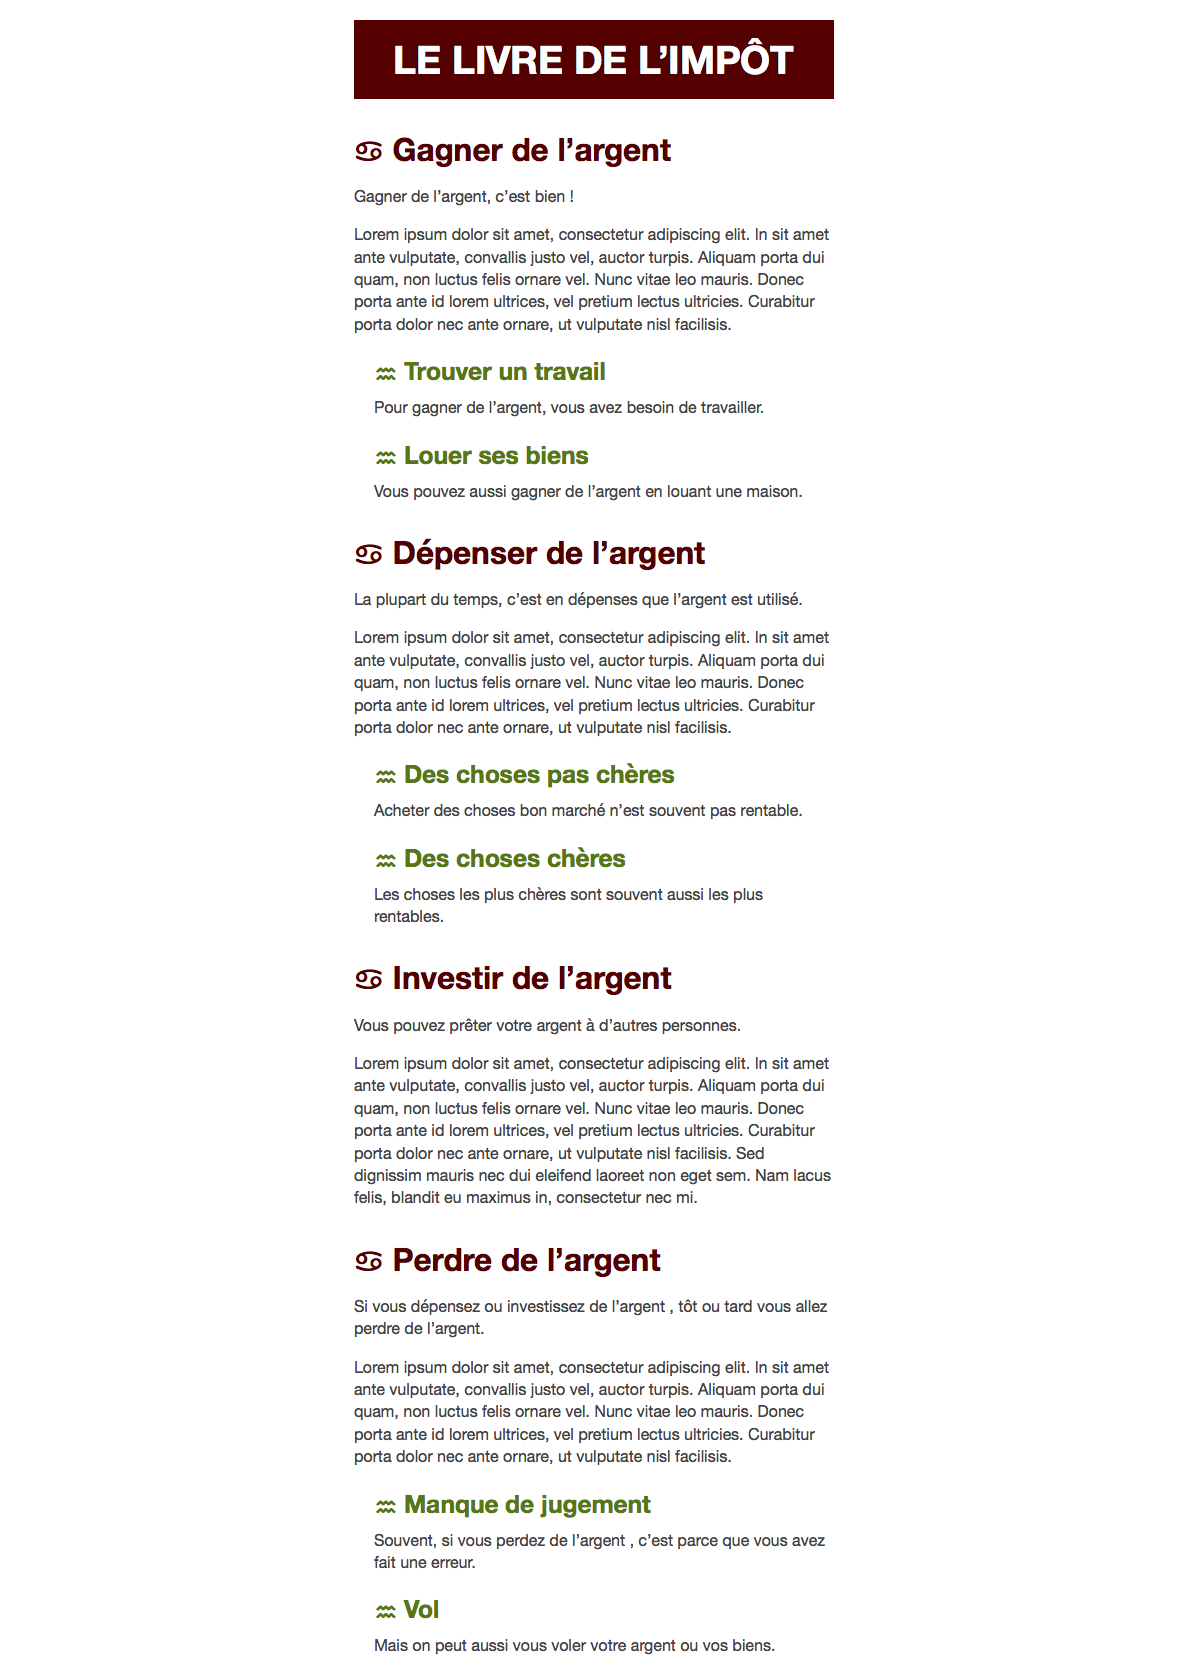 LE LIVRE DE L’IMPÔT
♋ Gagner de l’argent
Gagner de l’argent, c’est bien !
Lorem ipsum dolor sit amet, consectetur adipiscing elit. In sit amet
ante vulputate, convallis justo vel, auctor turpis. Aliquam porta dui
quam, non luctus felis ornare vel. Nunc vitae leo mauris. Donec
porta ante id lorem ultrices, vel pretium lectus ultricies. Curabitur
porta dolor nec ante ornare, ut vulputate nisl facilisis.
♒ Trouver un travail
Pour gagner de l’argent, vous avez besoin de travailler.
♒ Louer ses biens
Vous pouvez aussi gagner de l’argent en louant une maison.
♋ Dépenser de l’argent
La plupart du temps, c’est en dépenses que l’argent est utilisé.
Lorem ipsum dolor sit amet, consectetur adipiscing elit. In sit amet
ante vulputate, convallis justo vel, auctor turpis. Aliquam porta dui
quam, non luctus felis ornare vel. Nunc vitae leo mauris. Donec
porta ante id lorem ultrices, vel pretium lectus ultricies. Curabitur
porta dolor nec ante ornare, ut vulputate nisl facilisis.
♒ Des choses pas chères
Acheter des choses bon marché n’est souvent pas rentable.
♒ Des choses chères
Les choses les plus chères sont souvent aussi les plus
rentables.
♋ Investir de l’argent
Vous pouvez prêter votre argent à d’autres personnes.
Lorem ipsum dolor sit amet, consectetur adipiscing elit. In sit amet
ante vulputate, convallis justo vel, auctor turpis. Aliquam porta dui
quam, non luctus felis ornare vel. Nunc vitae leo mauris. Donec
porta ante id lorem ultrices, vel pretium lectus ultricies. Curabitur
porta dolor nec ante ornare, ut vulputate nisl facilisis. Sed
dignissim mauris nec dui eleifend laoreet non eget sem. Nam lacus
felis, blandit eu maximus in, consectetur nec mi.
♋ Perdre de l’argent
Si vous dépensez ou investissez de l’argent , tôt ou tard vous allez
perdre de l’argent.
Lorem ipsum dolor sit amet, consectetur adipiscing elit. In sit amet
ante vulputate, convallis justo vel, auctor turpis. Aliquam porta dui
quam, non luctus felis ornare vel. Nunc vitae leo mauris. Donec
porta ante id lorem ultrices, vel pretium lectus ultricies. Curabitur
porta dolor nec ante ornare, ut vulputate nisl facilisis.
♒ Manque de jugement
Souvent, si vous perdez de l’argent , c’est parce que vous avez
fait une erreur.
♒ Vol
Mais on peut aussi vous voler votre argent ou vos biens.